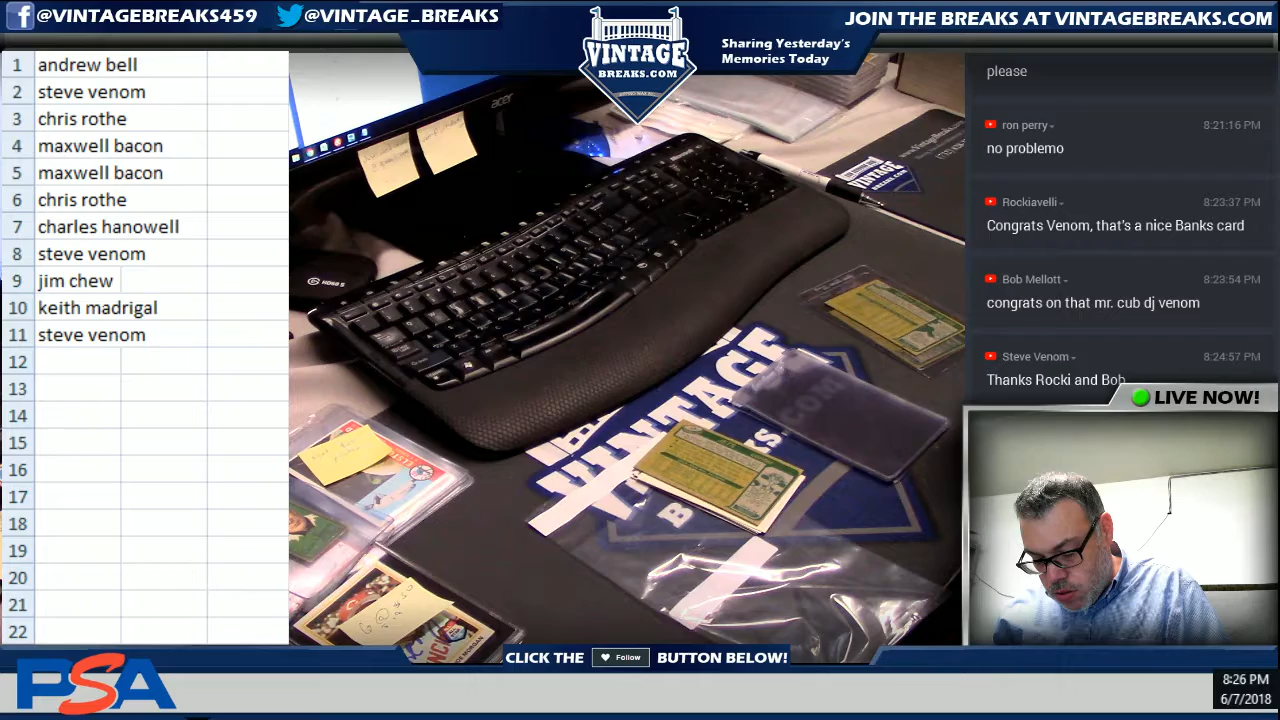 @VINTAGEBREAKS459 @VINTAGE_BREAKS
VINTAGE
BREAKS.COM
Sharing Yesterday's
Memories Today
JOIN THE BREAKS AT VINTAGEBREAKS.COM
1 andrew bell
2 steve venom
3 chris rothe
4 maxwell bacon
5 maxwell bacon
6 chris rothe
7 charles hanowell
8 steve venom
9 jim chew
10 keith madrigal
11 steve venom
12
13
14
15
16
17
18
19
20
21
22
acer
VINTAGE
VINTAGE
MORGAN
please
ron perry 8:21:16 PM
no problemo
Rockiavelli 8:23:37 PM
Congrats Venom, that's a nice Banks card
Bob Mellott 8:23:54 PM
congrats on that mr. cub dj venom
Steve Venom 8:24:57 PM
Thanks Rocki and Bob
LIVE NOW!
CLICK THE Follow BUTTON BELOW!
PSA
8:26 PM
6/7/2018